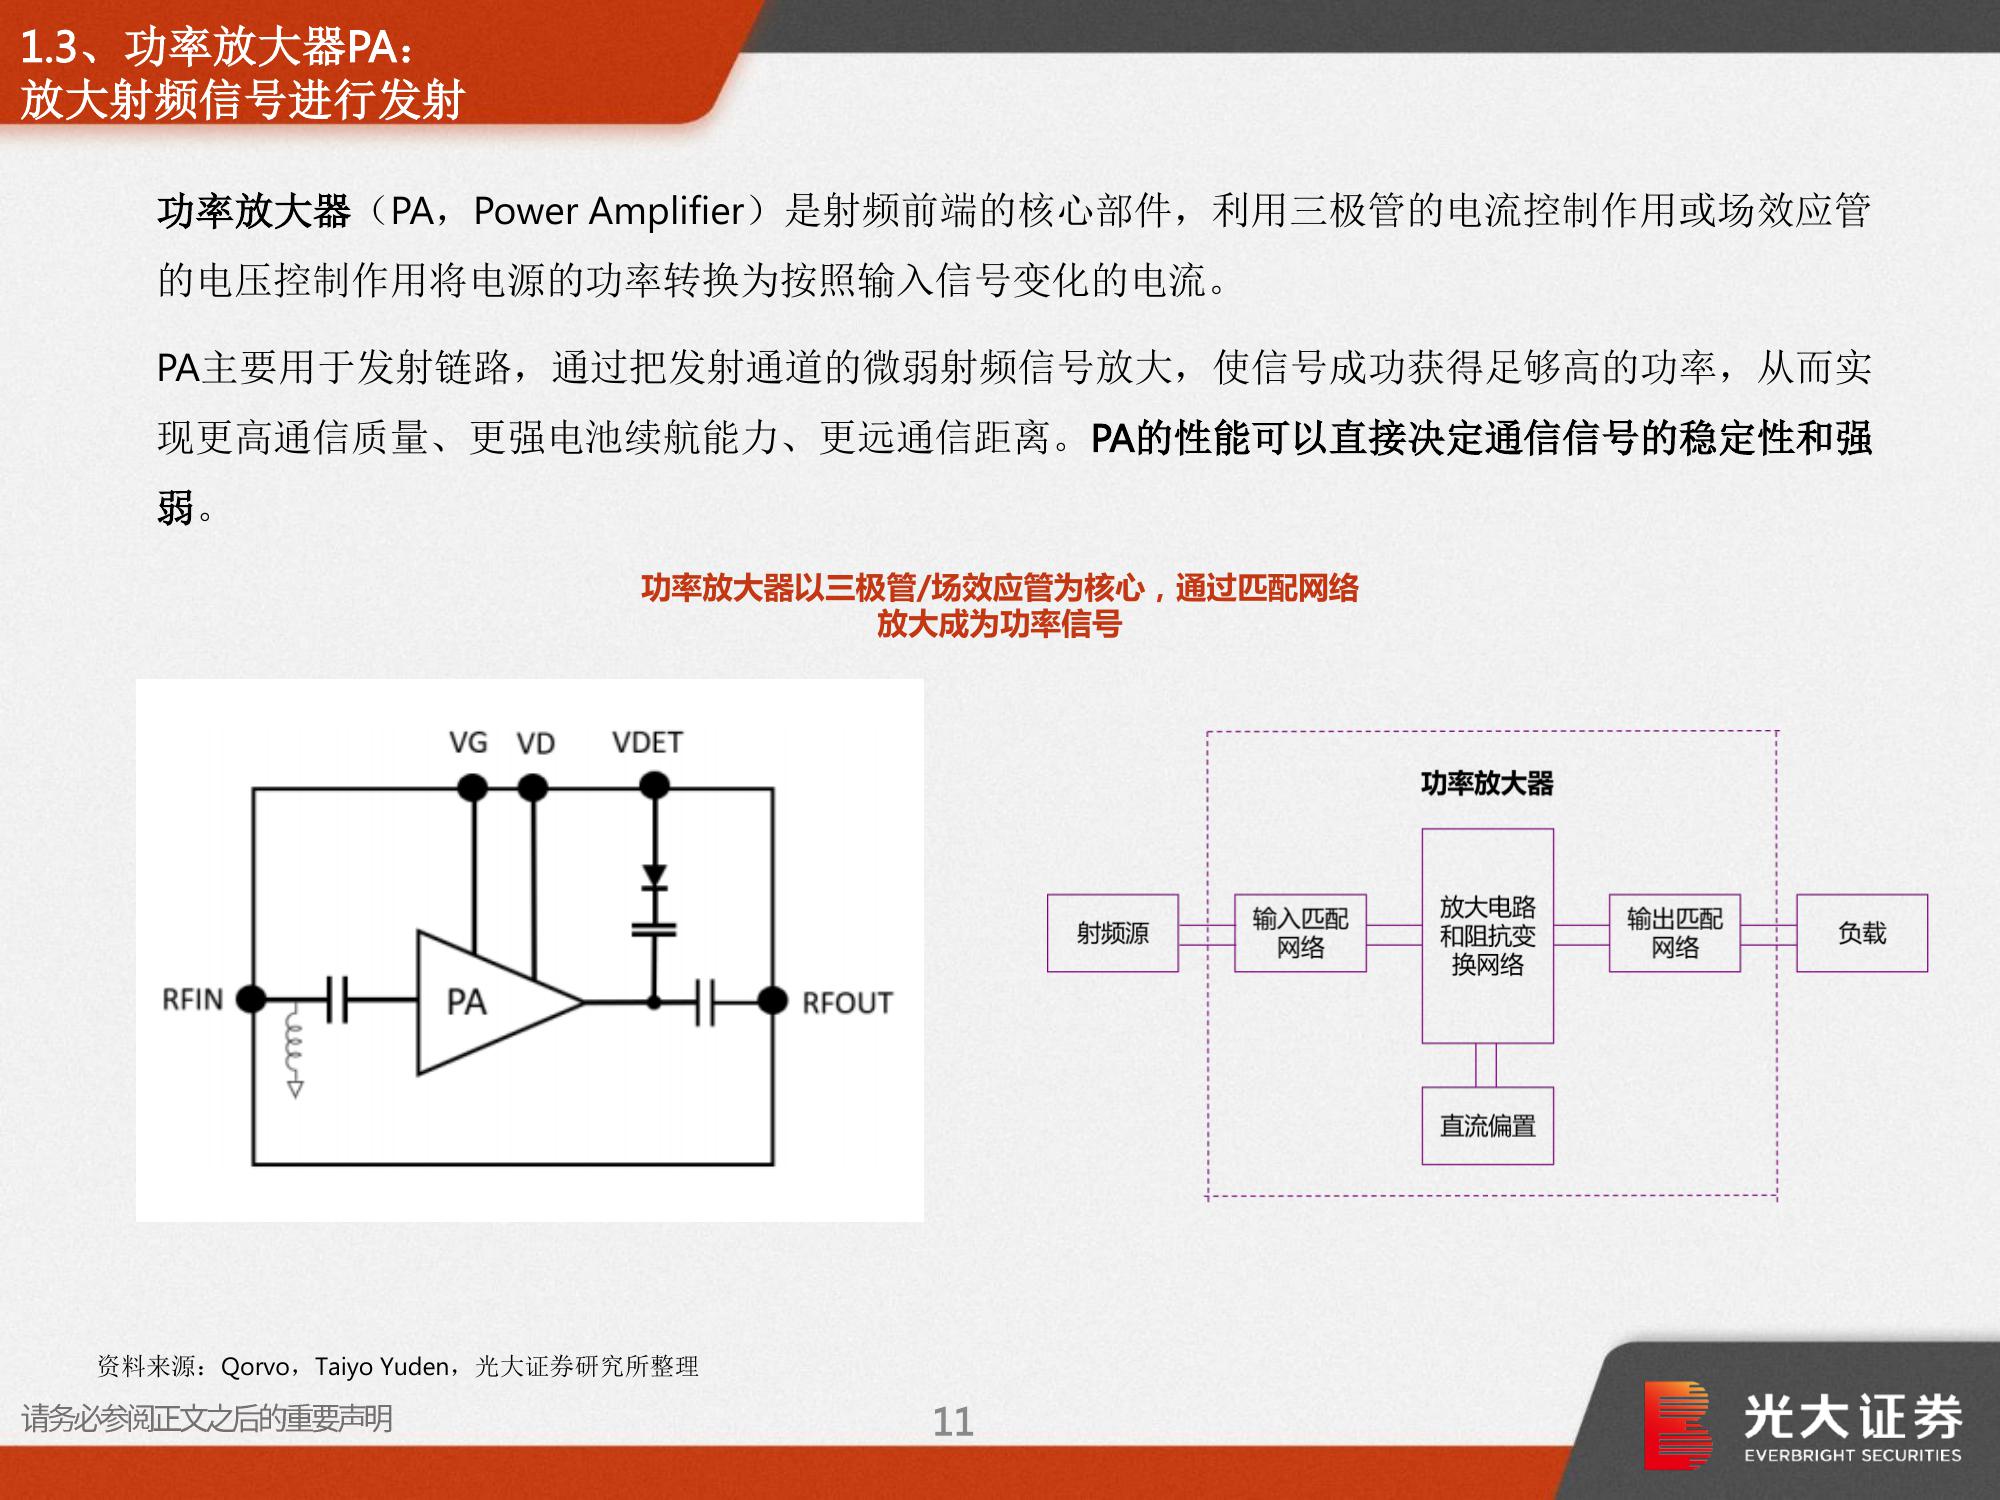 1.3、功率放大器PA：
放大射频信号进行发射
功率放大器（PA，Power Amplifier）是射频前端的核心部件，利用三极管的电流控制作用或场效应管
的电压控制作用将电源的功率转换为按照输入信号变化的电流。
PA主要用于发射链路，通过把发射通道的微弱射频信号放大，使信号成功获得足够高的功率，从而实
现更高通信质量、更强电池续航能力、更远通信距离。PA的性能可以直接决定通信信号的稳定性和强
弱。
功率放大器以三极管/场效应管为核心，通过匹配网络
放大成为功率信号
VG VD VDET
RFIN
PA
RFOUT
功率放大器
射频源
输入匹配
网络
放大电路
和阻抗变
换网络
输出匹配
网络
负载
直流偏置
资料来源：Qorvo，Taiyo Yuden，光大证券研究所整理
请务必参阅正文之后的重要声明
11
光大证券
EVERBRIGHT SECURITIES